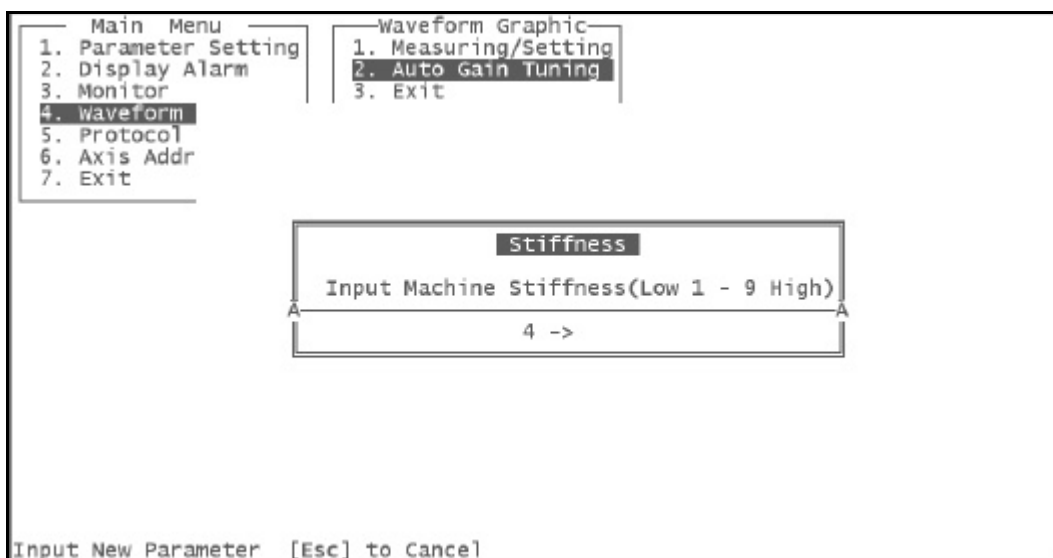 Main Menu
1. Parameter Setting
2. Display Alarm
3. Monitor
4. Waveform
5. Protocol
6. Axis Addr
7. Exit
Waveform Graphic
1. Measuring/Setting
2. Auto Gain Tuning
3. Exit
Stiffness
Input Machine Stiffness(Low 1 - 9 High)
A A
4 ->
Input New Parameter [Esc] to Cancel